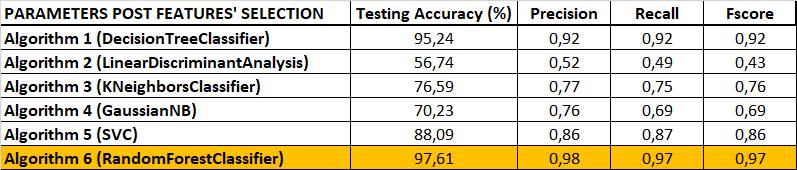 PARAMETERS POST FEATURES' SELECTION Testing Accuracy (%) Precision Recall Fscore
Algorithm 1 (DecisionTreeClassifier) 95,24 0,92 0,92 0,92
Algorithm 2 (LinearDiscriminantAnalysis) 56,74 0,52 0,49 0,43
Algorithm 3 (KNeighborsClassifier) 76,59 0,77 0,75 0,76
Algorithm 4 (GaussianNB) 70,23 0,76 0,69 0,69
Algorithm 5 (SVC) 88,09 0,86 0,87 0,86
Algorithm 6 (RandomForestClassifier) 97,61 0,98 0,97 0,97